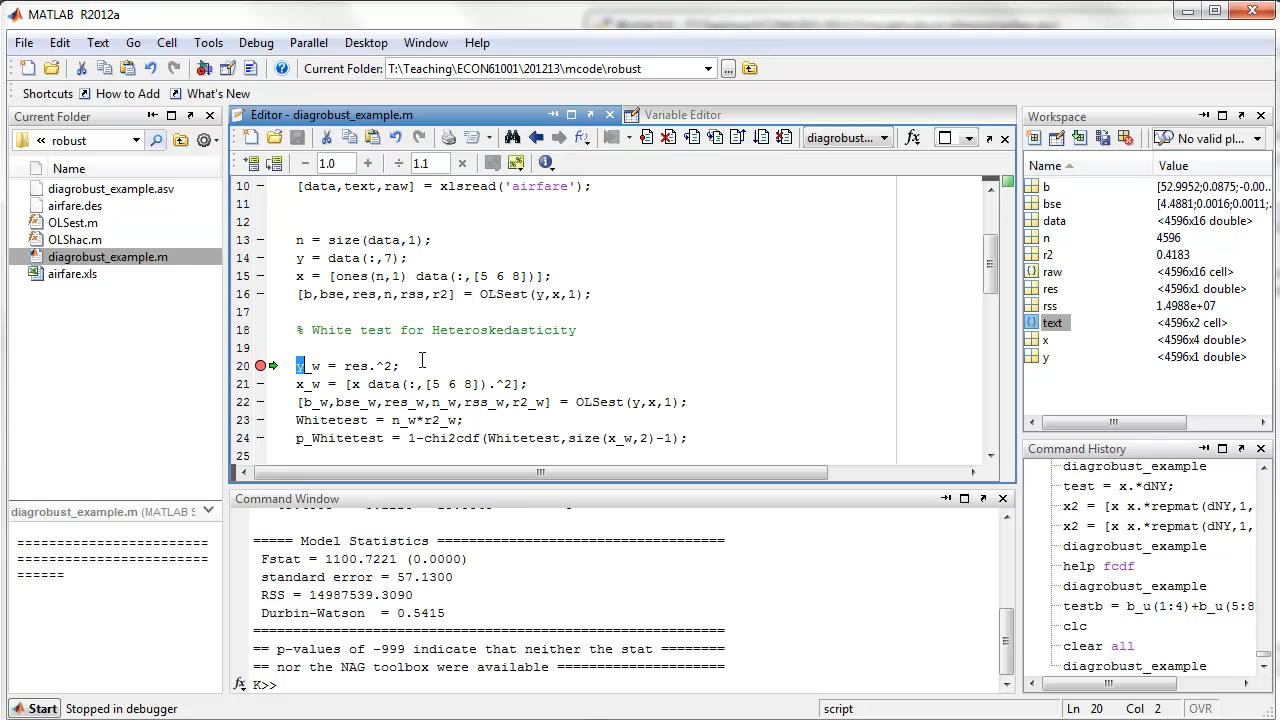 MATLAB R2012a
File Edit Text Go Cell Tools Debug Parallel Desktop Window Help
Current Folder: T:\Teaching\ECON61001\201213\mcode\robust
Shortcuts How to Add What's New
Current Folder
« robust
Name
diagrobust_example.asv
airfare.des
OLSest.m
OLShac.m
diagrobust_example.m
airfare.xls
diagrobust_example.m (MATLAB S
========================
========================
======
Editor - diagrobust_example.m
Variable Editor
diagrobust...
1.0 1.1
10 [data,text,raw] = xlsread('airfare');
11
12
13 n = size(data,1);
14 y = data(:,7);
15 x = [ones(n,1) data(:,[5 6 8])];
16 [b,bse,res,n,rss,r2] = OLSest(y,x,1);
17
18 % White test for Heteroskedasticity
19
20 y_w = res.^2;
21 x_w = [x data(:,[5 6 8]).^2];
22 [b_w,bse_w,res_w,n_w,rss_w,r2_w] = OLSest(y,x,1);
23 Whitetest = n_w*r2_w;
24 p_Whitetest = 1-chi2cdf(Whitetest,size(x_w,2)-1);
25
Command Window
===== Model Statistics ================================
Fstat = 1100.7221 (0.0000)
standard error = 57.1300
RSS = 14987539.3090
Durbin-Watson = 0.5415
=======================================================
== p-values of -999 indicate that neither the stat ========
== nor the NAG toolbox were available ======================
K>>
Workspace
No valid pl
Name Value
b [52.9952;0.0875;-0.00...
bse [4.4881;0.0016;0.0011,...
data <4596x16 double>
n 4596
r2 0.4183
raw <4596x16 cell>
res <4596x1 double>
rss 1.4988e+07
text <4596x2 cell>
x <4596x4 double>
y <4596x1 double>
Command History
diagrobust_example
test = x.*dNY;
x2 = [x x.*repmat(dNY,1,
x2 = [x x.*repmat(dNY,1,
diagrobust_example
help fcdf
diagrobust_example
testb = b_u(1:4)+b_u(5:8
clc
clear all
diagrobust_example
Start Stopped in debugger
script
Ln 20 Col 2 OVR